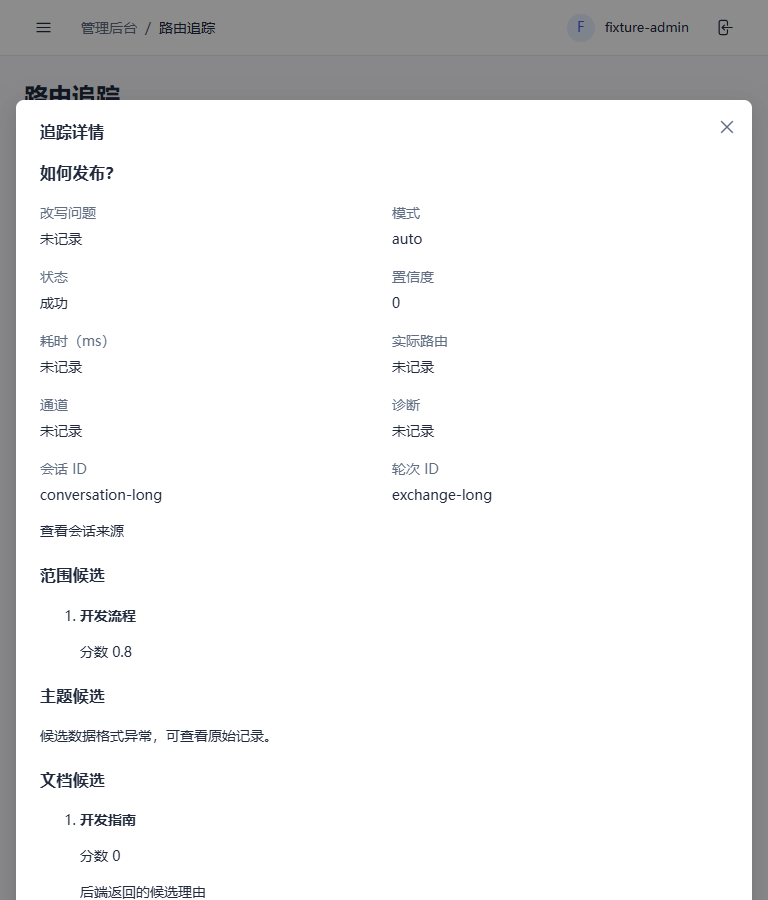 管理后台 / 路由追踪
F fixture-admin
路由追踪
追踪详情
如何发布?
改写问题 模式
未记录 auto
状态 置信度
成功 0
耗时（ms） 实际路由
未记录 未记录
通道 诊断
未记录 未记录
会话 ID 轮次 ID
conversation-long exchange-long
查看会话来源
范围候选
1. 开发流程
分数 0.8
主题候选
候选数据格式异常，可查看原始记录。
文档候选
1. 开发指南
分数 0
后端返回的候选理由